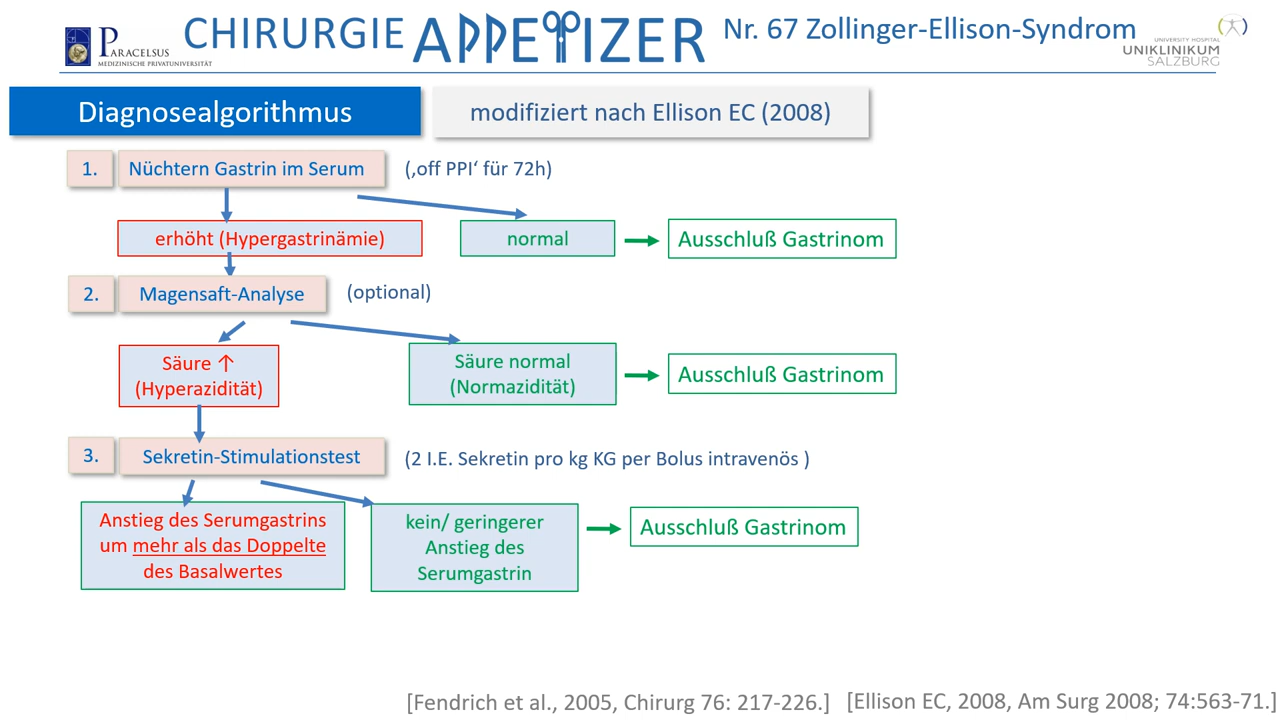 PARACELSUS
MEDIZINISCHE PRIVATUNIVERSITÄT
CHIRURGIE APPETIZER
Nr. 67 Zollinger-Ellison-Syndrom
UNIVERSITY HOSPITAL
UNIKLINIKUM
SALZBURG
Diagnosealgorithmus
modifiziert nach Ellison EC (2008)
1. Nüchtern Gastrin im Serum (‚off PPI‘ für 72h)
erhöht (Hypergastrinämie)
normal
Ausschluß Gastrinom
2. Magensaft-Analyse (optional)
Säure ↑
(Hyperazidität)
Säure normal
(Normazidität)
Ausschluß Gastrinom
3. Sekretin-Stimulationstest (2 I.E. Sekretin pro kg KG per Bolus intravenös )
Anstieg des Serumgastrins
um mehr als das Doppelte
des Basalwertes
kein/ geringerer
Anstieg des
Serumgastrin
Ausschluß Gastrinom
[Fendrich et al., 2005, Chirurg 76: 217-226.] [Ellison EC, 2008, Am Surg 2008; 74:563-71.]